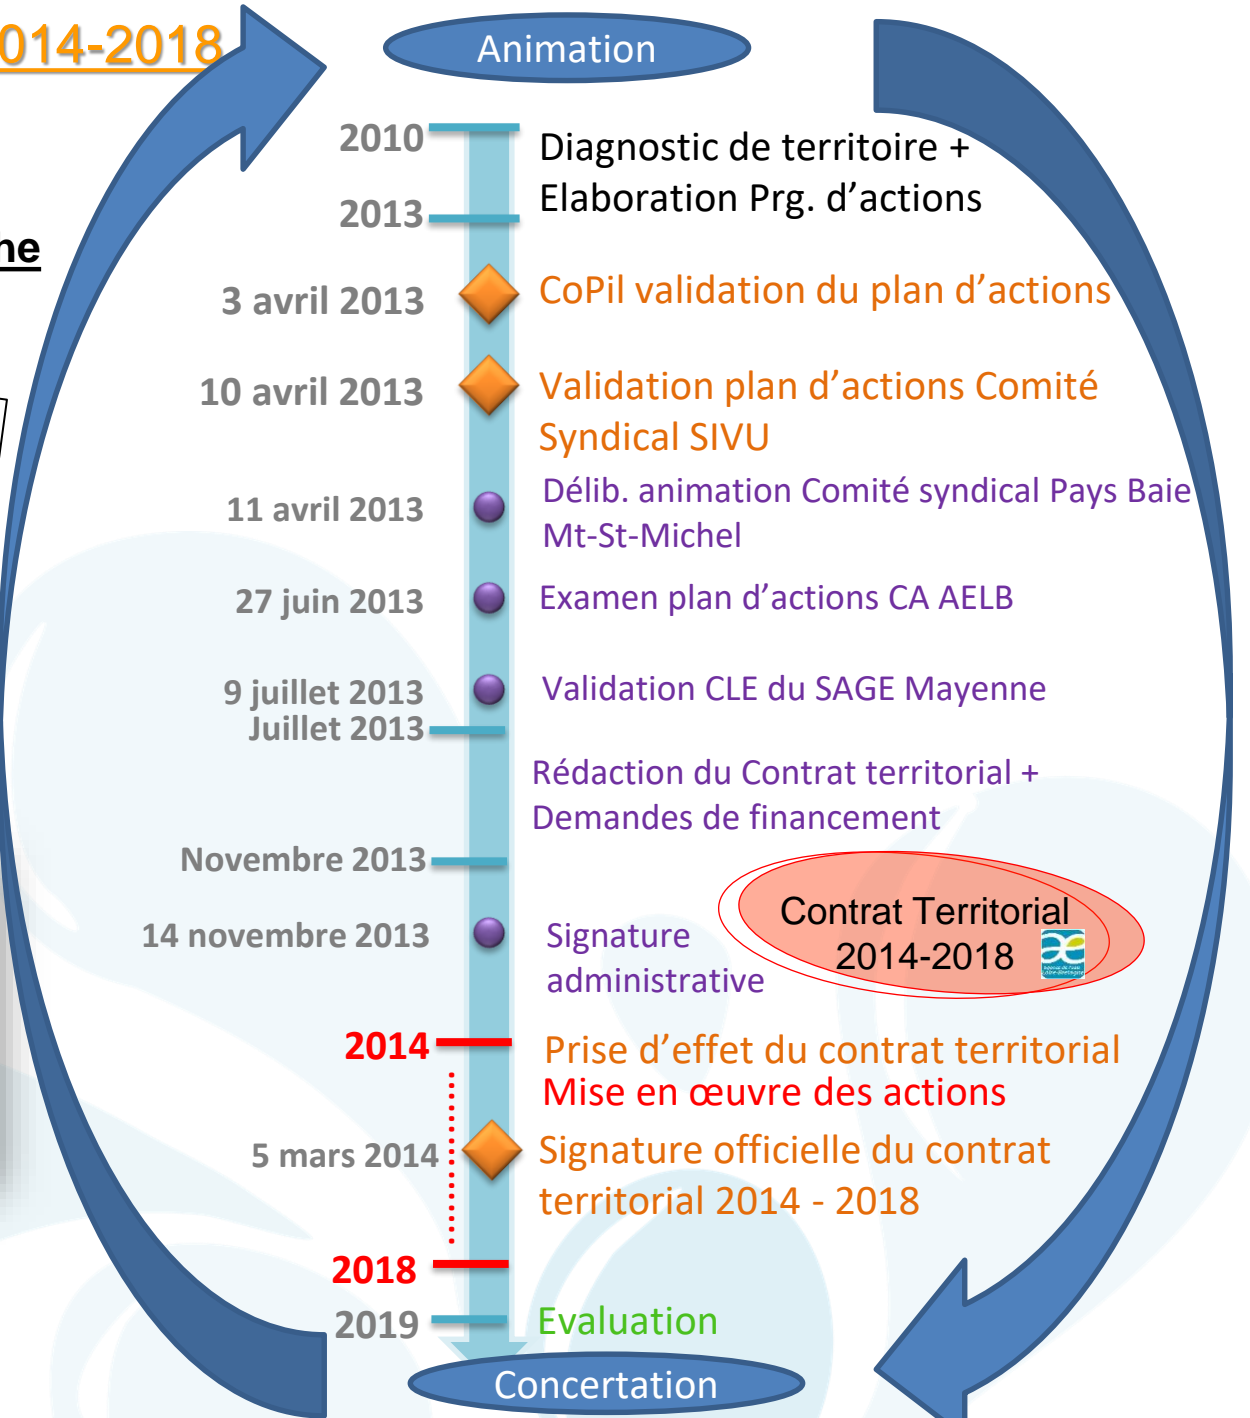 014-2018
Animation
2010
Diagnostic de territoire +
Elaboration Prg. d'actions
2013
ne
3 avril 2013
CoPil validation du plan d'actions
10 avril 2013
Validation plan d'actions Comité
Syndical SIVU
11 avril 2013
Délib. animation Comité syndical Pays Baie
Mt-St-Michel
27 juin 2013
Examen plan d'actions CA AELB
9 juillet 2013
Validation CLE du SAGE Mayenne
Juillet 2013
Rédaction du Contrat territorial +
Demandes de financement
Novembre 2013
14 novembre 2013
Signature
administrative
Contrat Territorial
2014-2018
2014
Prise d'effet du contrat territorial
Mise en œuvre des actions
5 mars 2014
Signature officielle du contrat
territorial 2014 - 2018
2018
2019
Evaluation
Concertation